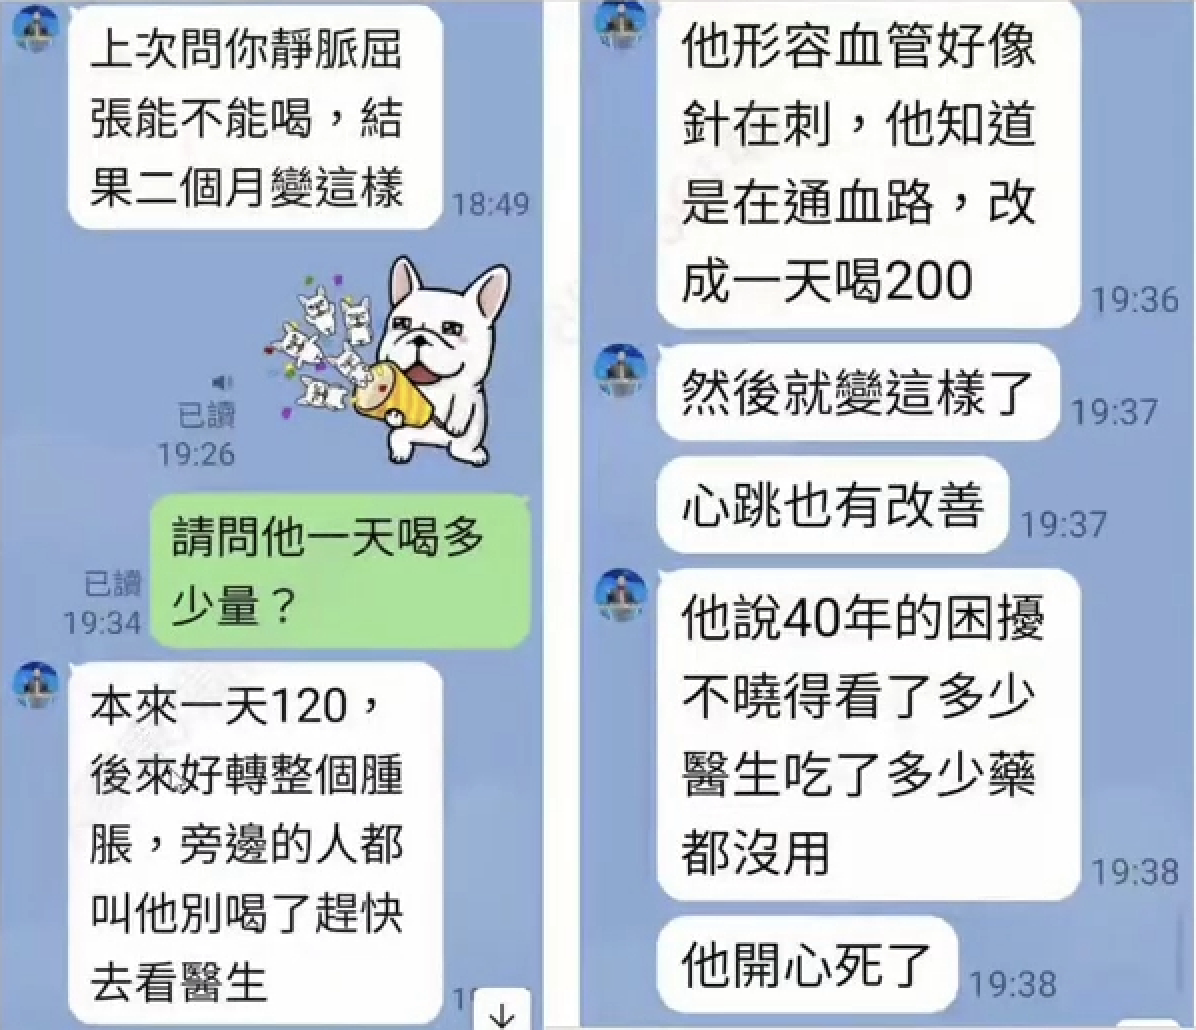 上次問你靜脈屈
張能不能喝，結
果二個月變這樣
18:49
已讀
19:26
請問他一天喝多
少量？
已讀
19:34
本來一天120，
後來好轉整個腫
脹，旁邊的人都
叫他別喝了趕快
去看醫生
他形容血管好像
針在刺，他知道
是在通血路，改
成一天喝200
19:36
然後就變這樣了
19:37
心跳也有改善
19:37
他說40年的困擾
不曉得看了多少
醫生吃了多少藥
都沒用
19:38
他開心死了
19:38